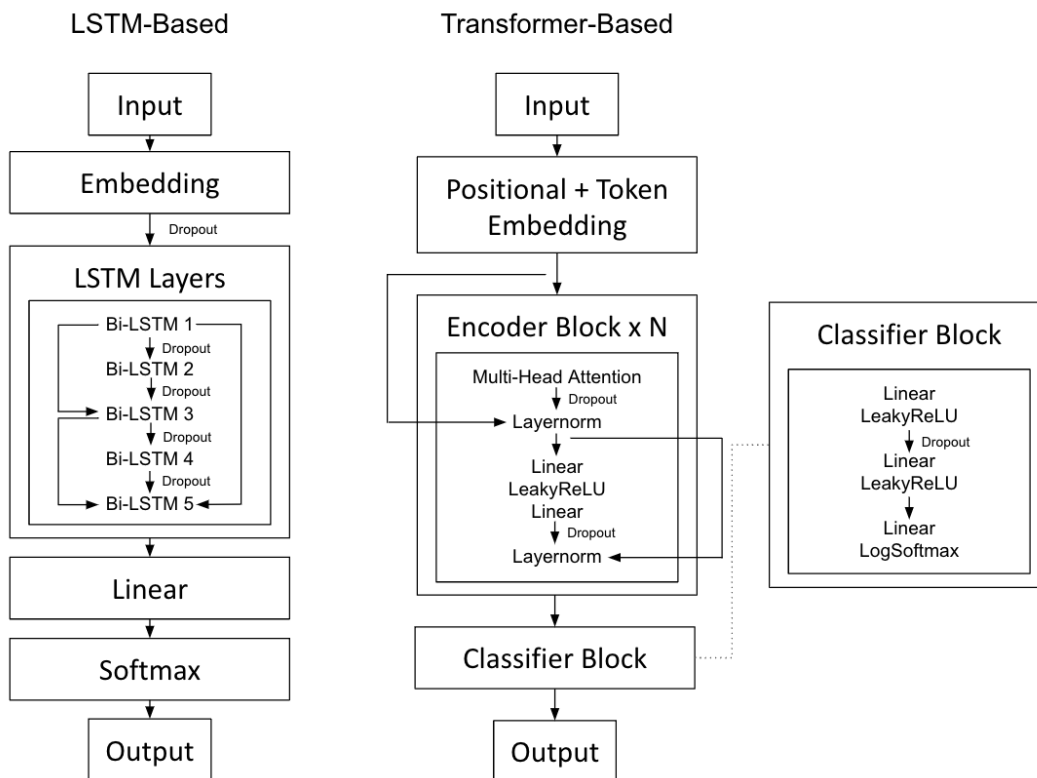 LSTM-Based
Input
Embedding
Dropout
LSTM Layers
Bi-LSTM 1
Dropout
Bi-LSTM 2
Dropout
Bi-LSTM 3
Dropout
Bi-LSTM 4
Dropout
Bi-LSTM 5
Linear
Softmax
Output
Transformer-Based
Input
Positional + Token
Embedding
Encoder Block x N
Multi-Head Attention
Dropout
Layernorm
Linear
LeakyReLU
Linear
Dropout
Layernorm
Classifier Block
Output
Classifier Block
Linear
LeakyReLU
Dropout
Linear
LeakyReLU
Linear
LogSoftmax